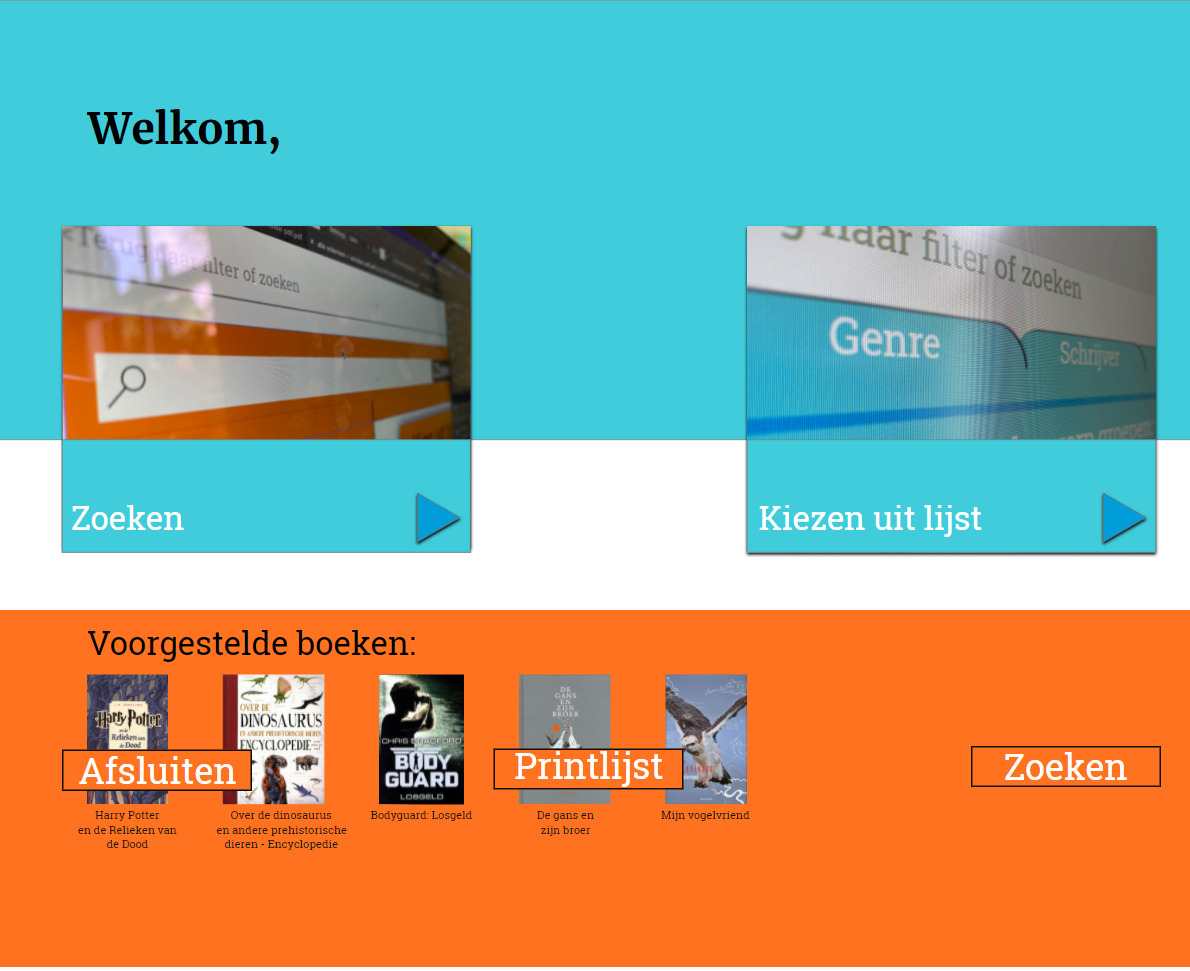 Welkom,
<Terug naar filter of zoeken
naar filter of zoeken
Genre
Schrijver
Zoeken
Kiezen uit lijst
Voorgestelde boeken:
Harry Potter
en de
Relieken van
de Dood
OVER DE
DINOSAURUS
EN ANDERE PREHISTORISCHE DIEREN
ENCYCLOPEDIE
CHRIS BRADFORD
BODY
GUARD
LOSGELD
DE
GANS
EN
ZIJN
BROER
Afsluiten
Printlijst
Zoeken
Harry Potter
en de Relieken van
de Dood
Over de dinosaurus
en andere prehistorische
dieren - Encyclopedie
Bodyguard: Losgeld
De gans en
zijn broer
Mijn vogelvriend